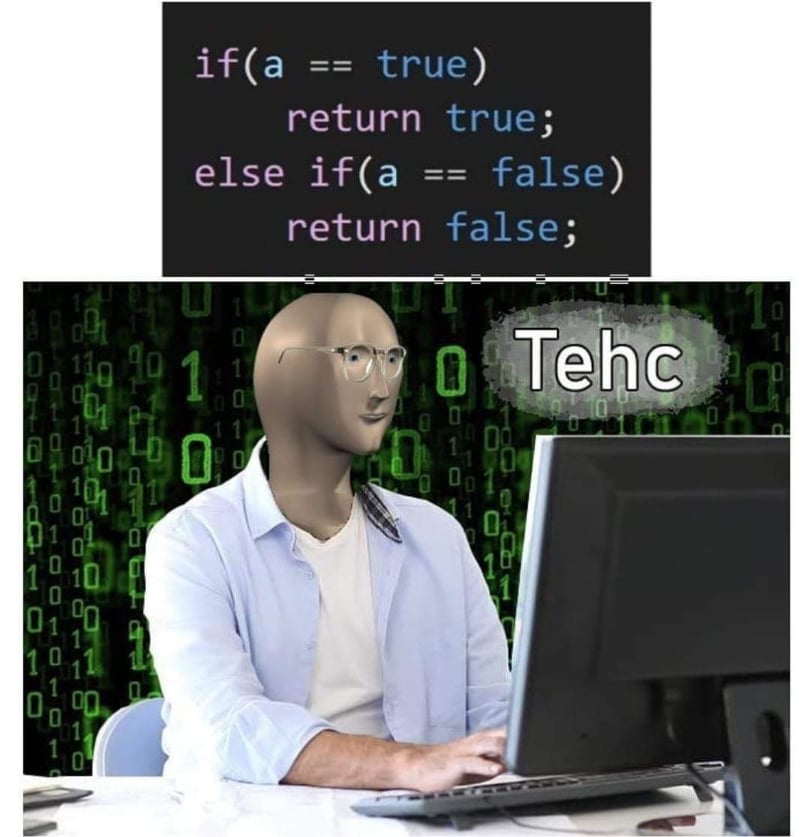 if(a == true)
    return true;
else if(a == false)
    return false;
Tehc